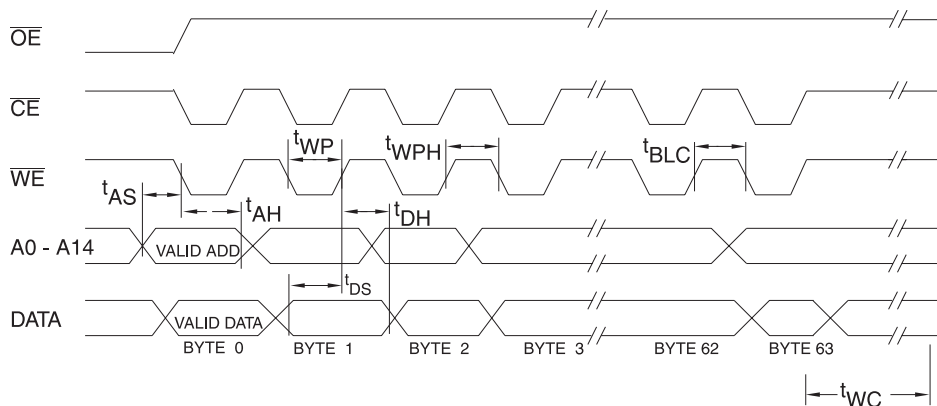 OE
CE
tWP
tWPH
tBLC
WE
tAS
tAH
tDH
A0 - A14
VALID ADD
tDS
DATA
VALID DATA
BYTE 0
BYTE 1
BYTE 2
BYTE 3
BYTE 62
BYTE 63
tWC